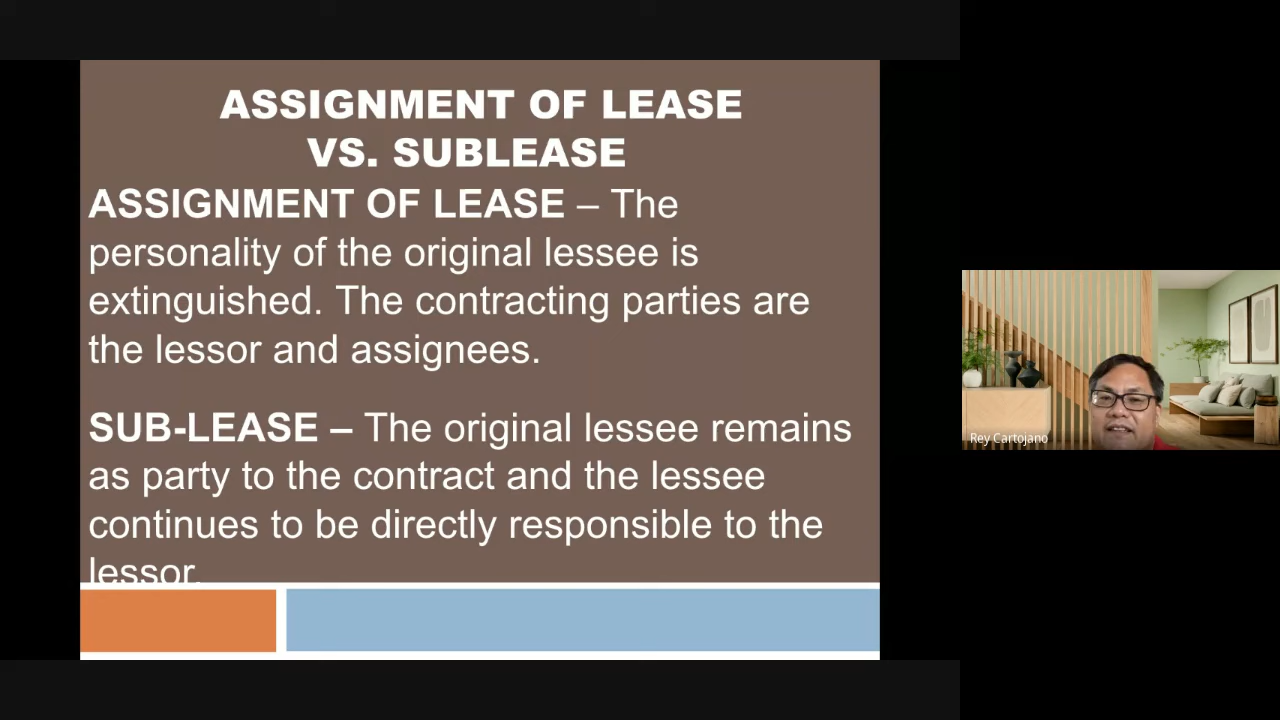 ASSIGNMENT OF LEASE
VS. SUBLEASE
ASSIGNMENT OF LEASE – The
personality of the original lessee is
extinguished. The contracting parties are
the lessor and assignees.
SUB-LEASE – The original lessee remains
as party to the contract and the lessee
continues to be directly responsible to the
lessor.
Rey Cartojano